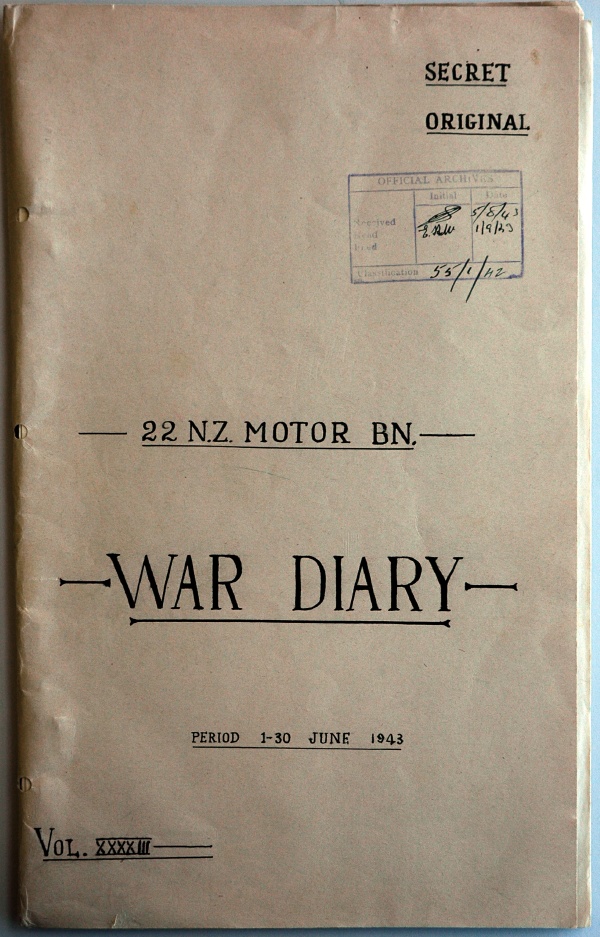 SECRET
ORIGINAL
OFFICIAL ARCHIVES
Initial Date
Received 5/8/43
1/9/43
Classification 55/1/42
22 N.Z. MOTOR BN.
WAR DIARY
PERIOD 1-30 JUNE 1943
VOL. XXXXIII